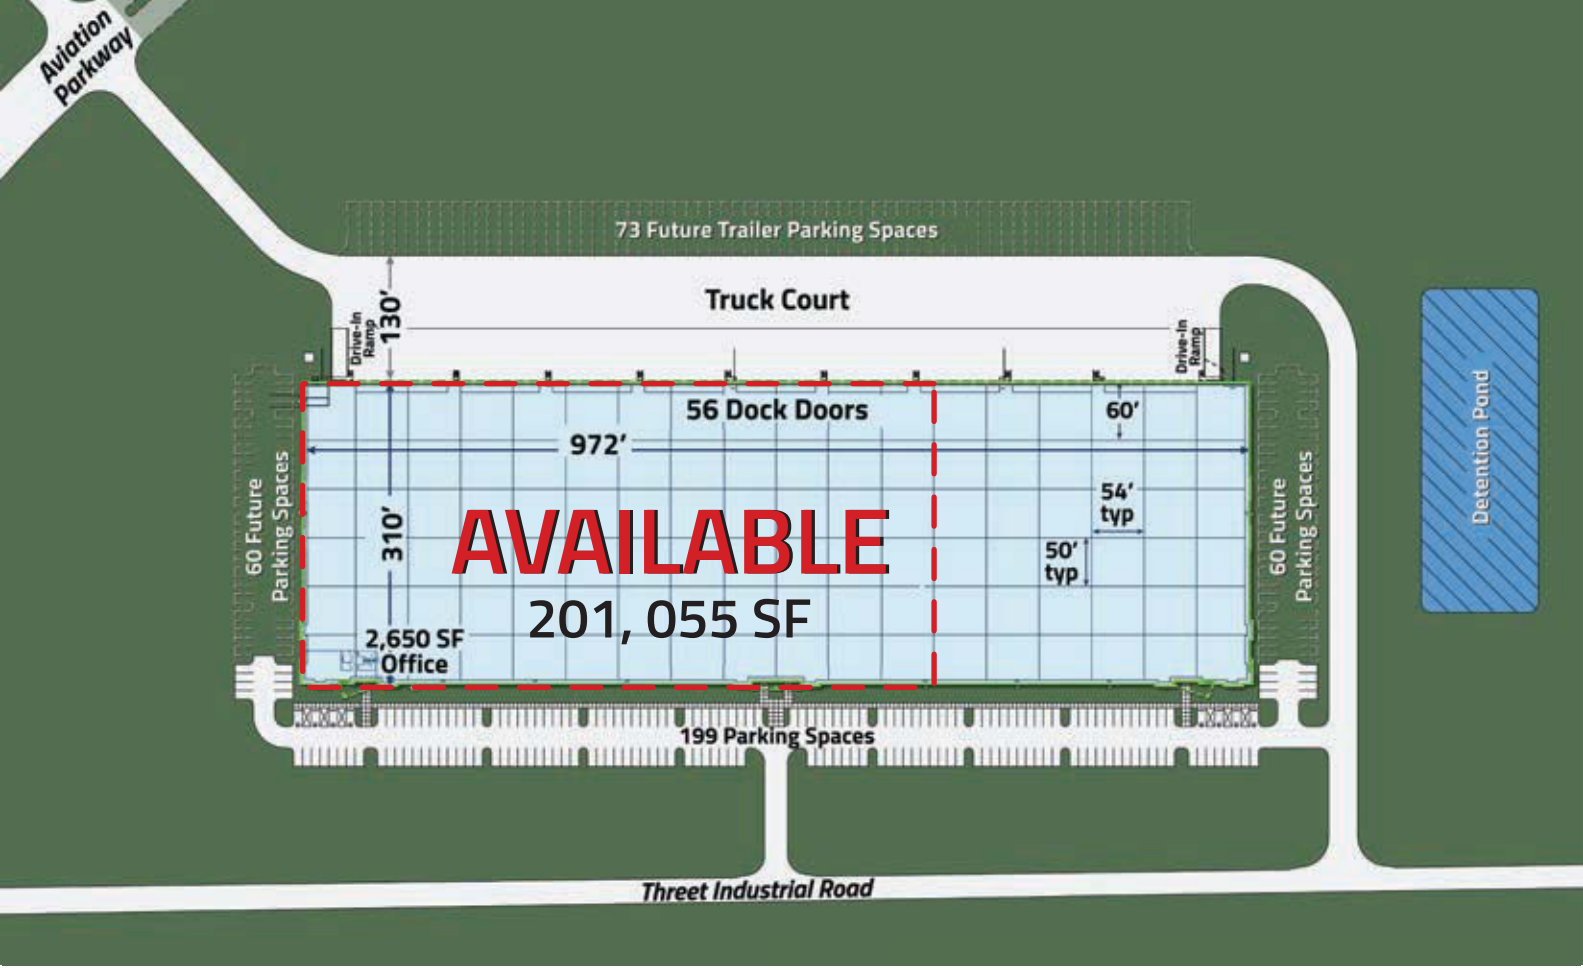 Aviation
Parkway
73 Future Trailer Parking Spaces
Truck Court
130’
Drive-In
Ramp
Drive-In
Ramp
56 Dock Doors
60’
972’
310’
54’
typ
50’
typ
AVAILABLE
201, 055 SF
2,650 SF
Office
60 Future
Parking Spaces
60 Future
Parking Spaces
Detention Pond
199 Parking Spaces
Threet Industrial Road